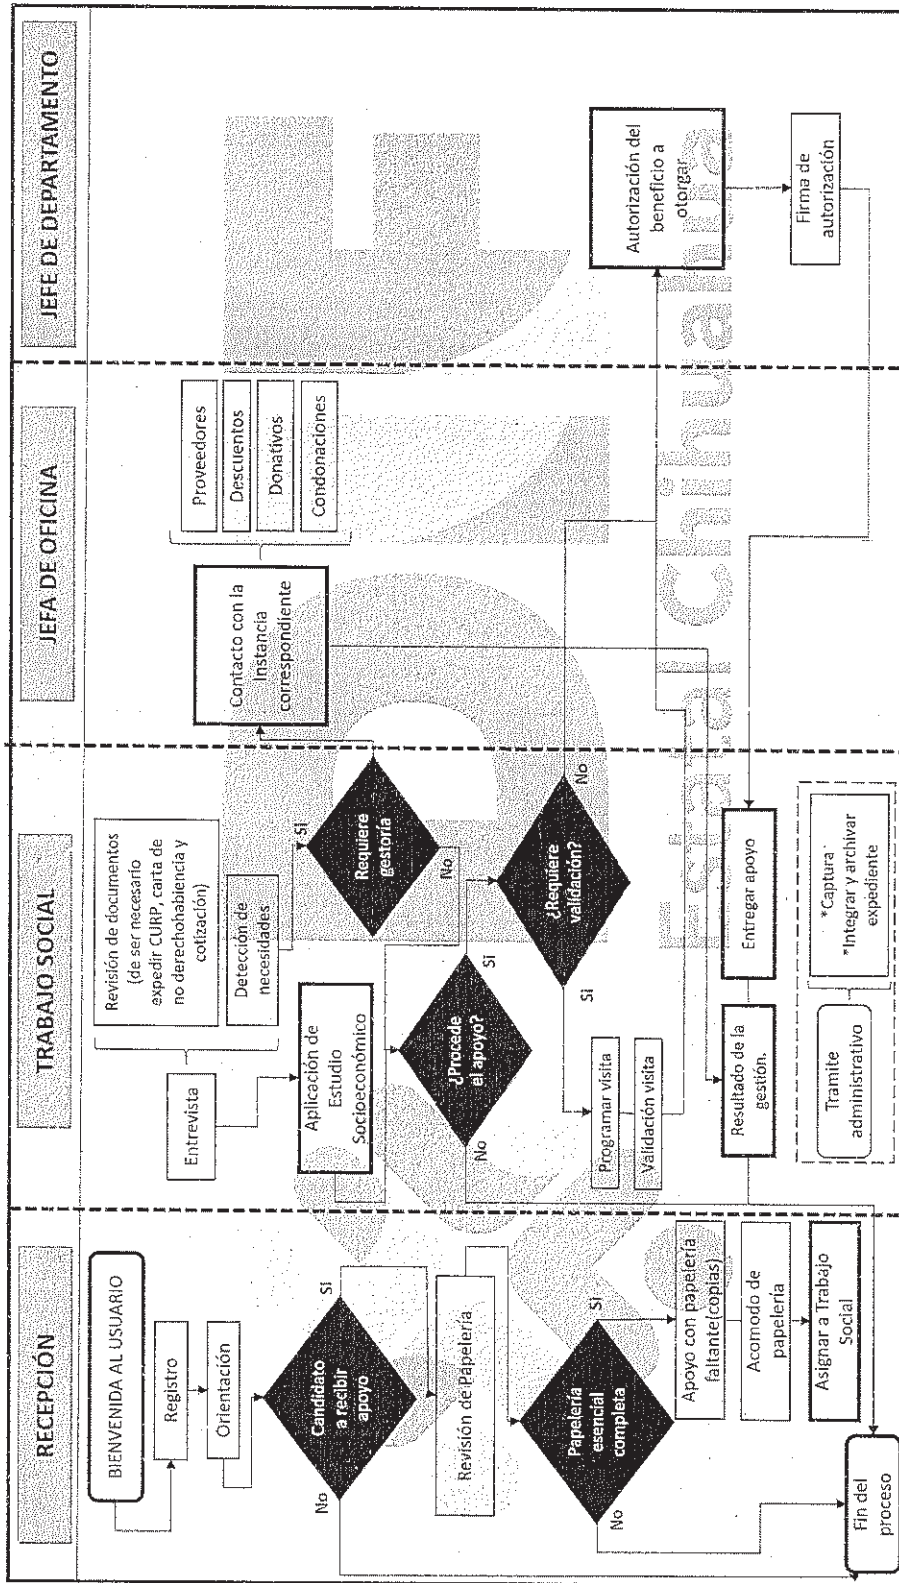 RECEPCIÓN
BIENVENIDA AL USUARIO
Registro
Orientación
Candidato
a recibir
apoyo
Si
No
Revisión de Papelería
Papelería
esencial
completa
Si
No
Apoyo con papelería
faltante(copias)
Acomodo de
papelería
Asignar a Trabajo
Social
Fin del
proceso
TRABAJO SOCIAL
Entrevista
Revisión de documentos
(de ser necesario
expedir CURP, carta de
no derechohabiencia y
cotización)
Detección de
necesidades
Aplicación de
Estudio
Socioeconómico
Requiere
gestoría
Si
No
¿Procede
el apoyo?
Si
No
¿Requiere
validación?
Si
No
Programar visita
Validación visita
Resultado de la
gestión.
Entregar apoyo
Tramite
administrativo
*Captura
*Integrar y archivar
expediente
JEFA DE OFICINA
Contacto con la
Instancia
correspondiente
Proveedores
Descuentos
Donativos
Condonaciones
JEFE DE DEPARTAMENTO
Autorización del
beneficio a
otorgar
Firma de
autorización
DIF
Estatal Chihuahua